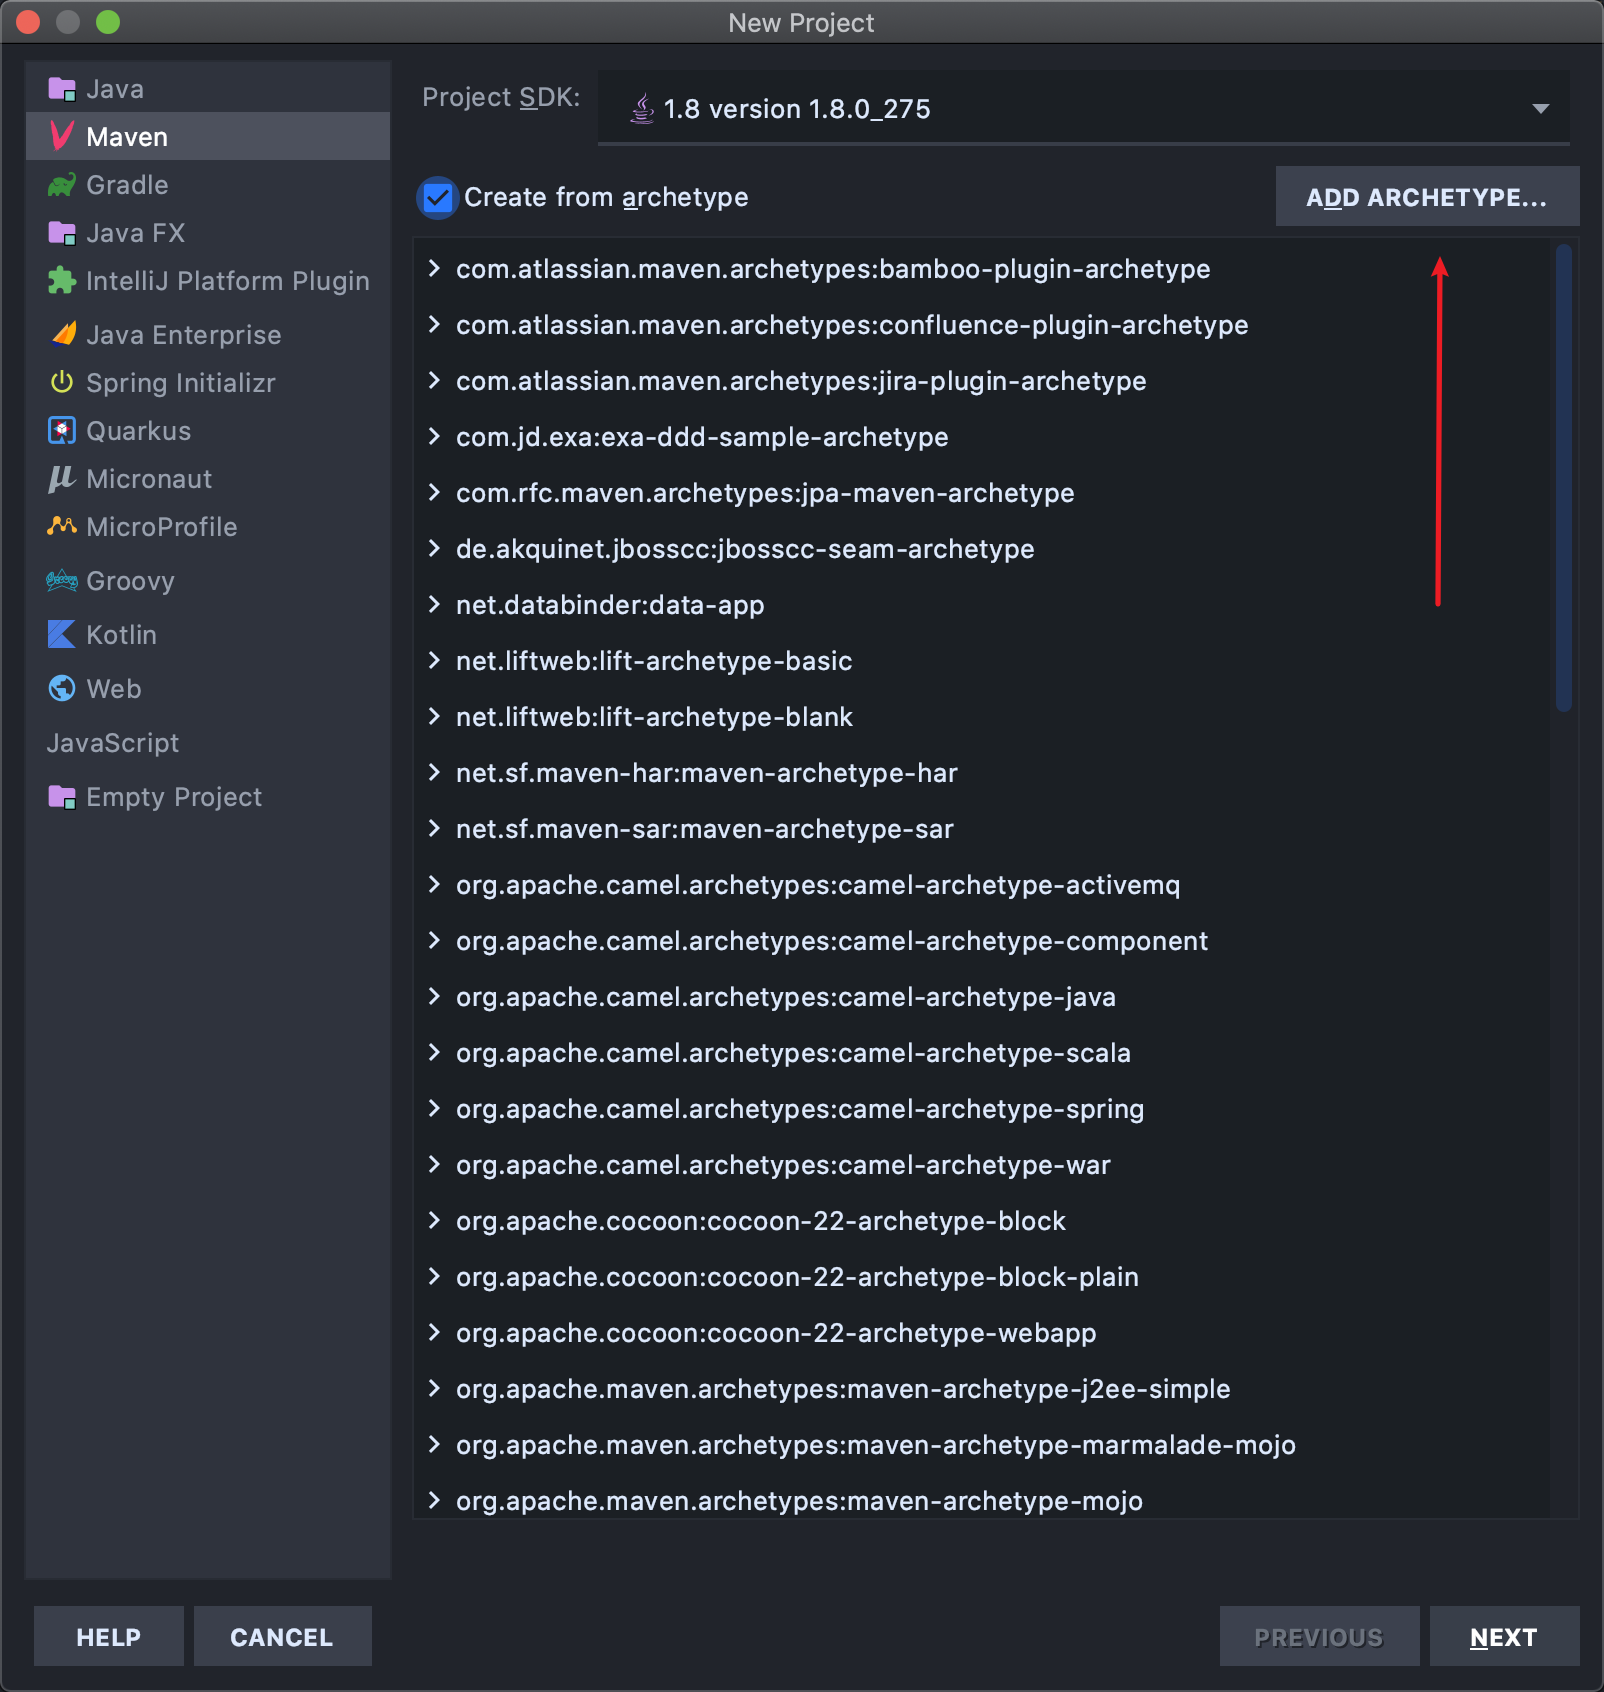 New Project
Java
Maven
Gradle
Java FX
IntelliJ Platform Plugin
Java Enterprise
Spring Initializr
Quarkus
Micronaut
MicroProfile
Groovy
Kotlin
Web
JavaScript
Empty Project
Project SDK: 1.8 version 1.8.0_275
Create from archetype
ADD ARCHETYPE...
com.atlassian.maven.archetypes:bamboo-plugin-archetype
com.atlassian.maven.archetypes:confluence-plugin-archetype
com.atlassian.maven.archetypes:jira-plugin-archetype
com.jd.exa:exa-ddd-sample-archetype
com.rfc.maven.archetypes:jpa-maven-archetype
de.akquinet.jbosscc:jbosscc-seam-archetype
net.databinder:data-app
net.liftweb:lift-archetype-basic
net.liftweb:lift-archetype-blank
net.sf.maven-har:maven-archetype-har
net.sf.maven-sar:maven-archetype-sar
org.apache.camel.archetypes:camel-archetype-activemq
org.apache.camel.archetypes:camel-archetype-component
org.apache.camel.archetypes:camel-archetype-java
org.apache.camel.archetypes:camel-archetype-scala
org.apache.camel.archetypes:camel-archetype-spring
org.apache.camel.archetypes:camel-archetype-war
org.apache.cocoon:cocoon-22-archetype-block
org.apache.cocoon:cocoon-22-archetype-block-plain
org.apache.cocoon:cocoon-22-archetype-webapp
org.apache.maven.archetypes:maven-archetype-j2ee-simple
org.apache.maven.archetypes:maven-archetype-marmalade-mojo
org.apache.maven.archetypes:maven-archetype-mojo
HELP
CANCEL
PREVIOUS
NEXT